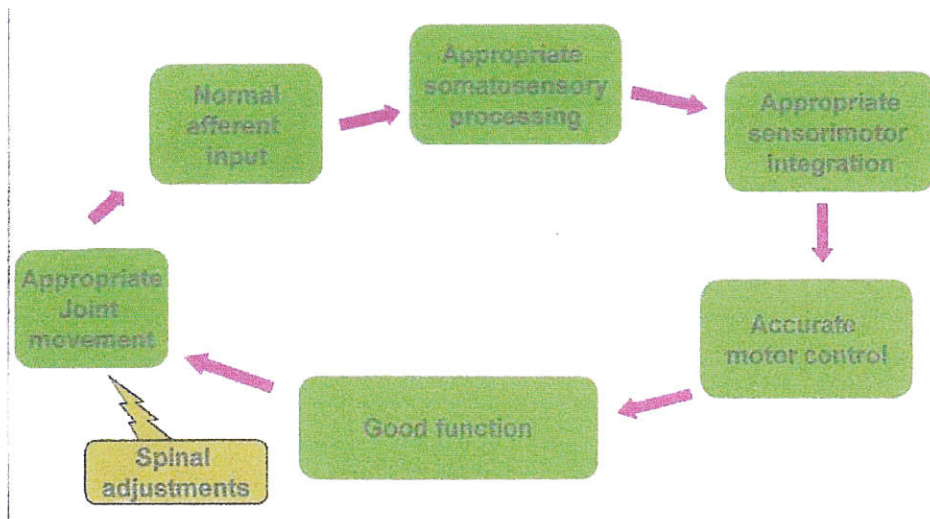 Normal
afferent
input
Appropriate
somatosensory
processing
Appropriate
sensorimotor
integration
Accurate
motor control
Good function
Appropriate
Joint
movement
Spinal
adjustments